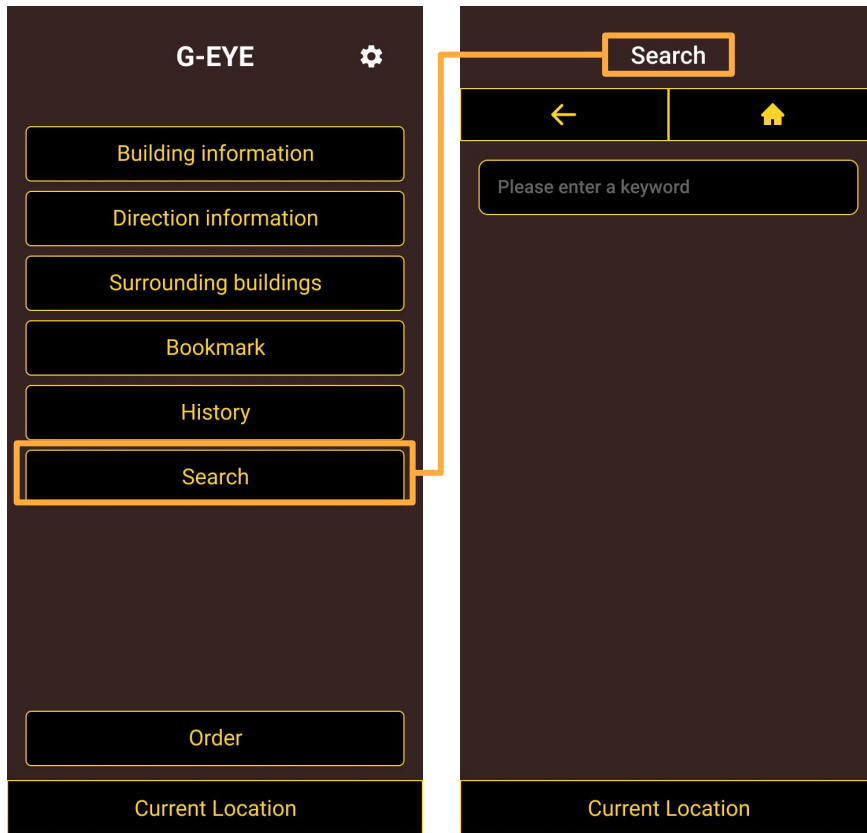 G-EYE
Building information
Direction information
Surrounding buildings
Bookmark
History
Search
Order
Current Location
Search
Please enter a keyword
Current Location